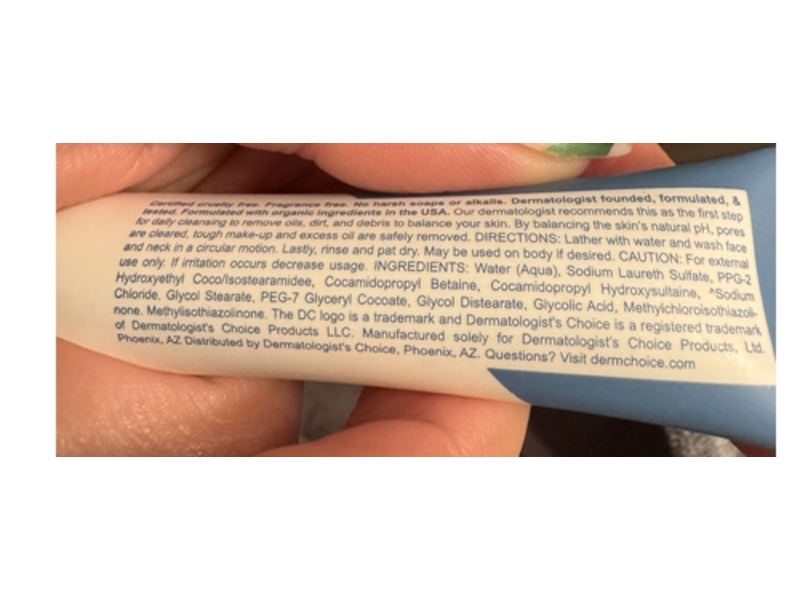 Certified cruelty free. Fragrance free. No harsh soaps or alkalis. Dermatologist founded, formulated, &
tested. Formulated with organic ingredients in the USA. Our dermatologist recommends this as the first step
for daily cleansing to remove oils, dirt, and debris to balance your skin. By balancing the skin's natural pH, pores
are cleared, tough make-up and excess oil are safely removed. DIRECTIONS: Lather with water and wash face
and neck in a circular motion. Lastly, rinse and pat dry. May be used on body if desired. CAUTION: For external
use only. If irritation occurs decrease usage. INGREDIENTS: Water (Aqua), Sodium Laureth Sulfate, PPG-2
Hydroxyethyl Coco/Isostearamidee, Cocamidopropyl Betaine, Cocamidopropyl Hydroxysultaine, ^Sodium
Chloride. Glycol Stearate, PEG-7 Glyceryl Cocoate, Glycol Distearate, Glycolic Acid, Methylchloroisothiazoli-
none. Methylisothiazolinone. The DC logo is a trademark and Dermatologist's Choice is a registered trademark
of Dermatologist's Choice Products LLC. Manufactured solely for Dermatologist's Choice Products, Ltd.
Phoenix, AZ Distributed by Dermatologist's Choice, Phoenix, AZ. Questions? Visit dermchoice.com